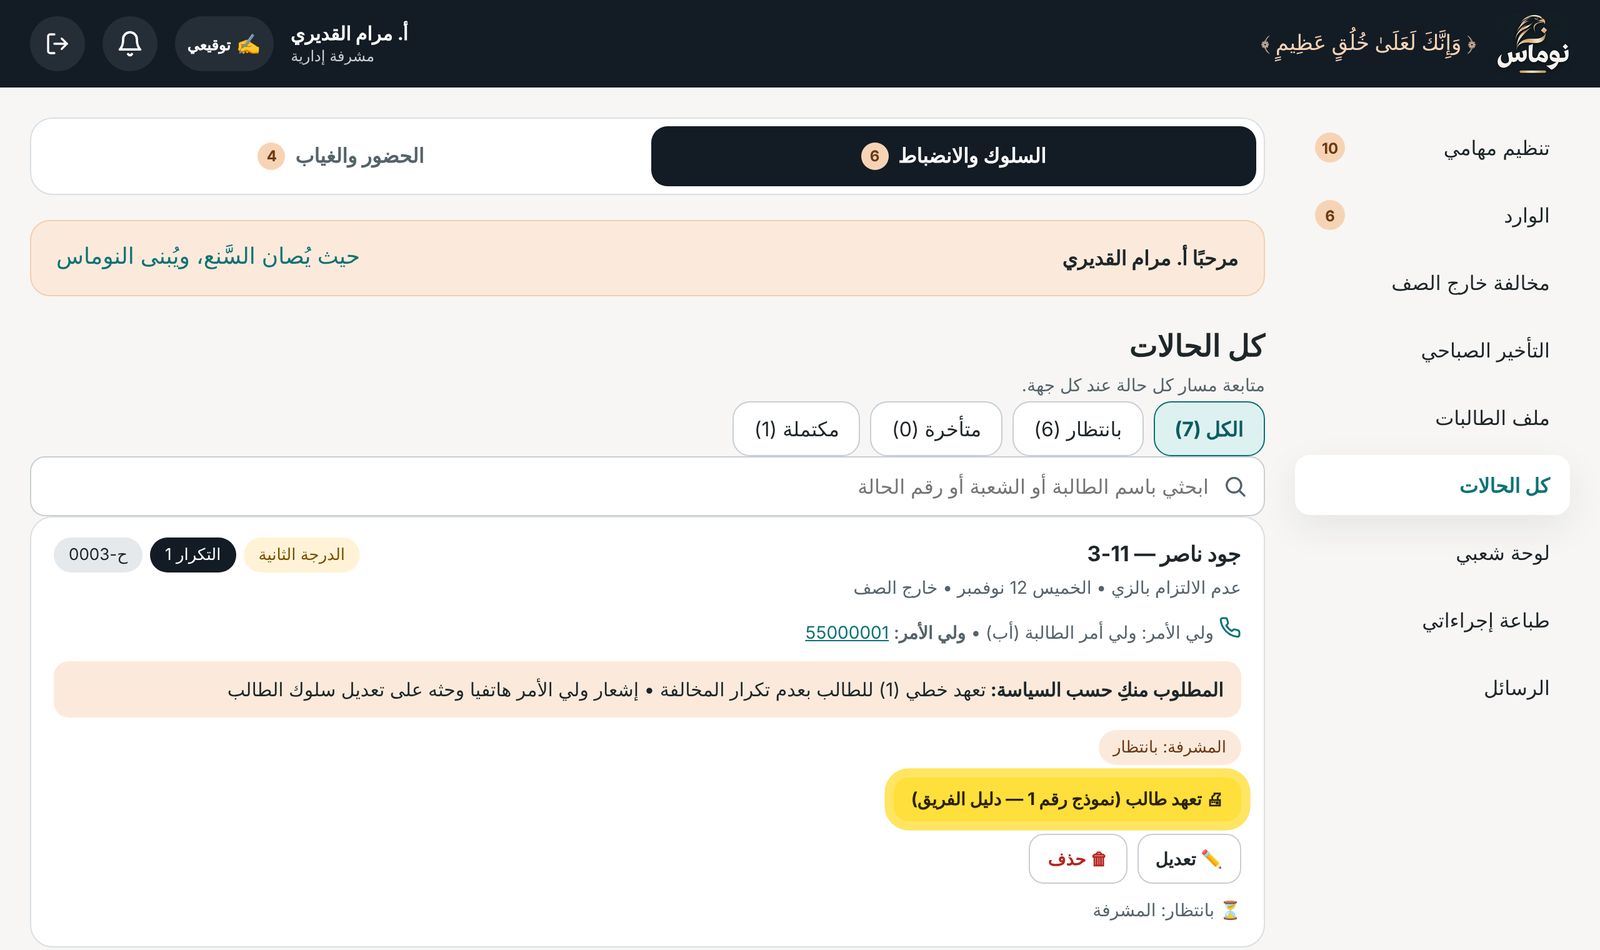 نوماس
﴿ وَإِنَّكَ لَعَلَىٰ خُلُقٍ عَظِيمٍ ﴾
أ. مرام القديري
مشرفة إدارية
✍️ توقيعي
تنظيم مهامي 10
الوارد 6
مخالفة خارج الصف
التأخير الصباحي
ملف الطالبات
كل الحالات
لوحة شعبي
طباعة إجراءاتي
الرسائل
السلوك والانضباط 6
الحضور والغياب 4
مرحبًا أ. مرام القديري
حيث يُصان السَّنع، ويُبنى النوماس
كل الحالات
متابعة مسار كل حالة عند كل جهة.
الكل (7)
بانتظار (6)
متأخرة (0)
مكتملة (1)
ابحثي باسم الطالبة أو الشعبة أو رقم الحالة
جود ناصر — 11-3
الدرجة الثانية
التكرار 1
ح-0003
عدم الالتزام بالزي • الخميس 12 نوفمبر • خارج الصف
ولي الأمر: ولي أمر الطالبة (أب) • ولي الأمر: 55000001
المطلوب منكِ حسب السياسة: تعهد خطي (1) للطالب بعدم تكرار المخالفة • إشعار ولي الأمر هاتفيا وحثه على تعديل سلوك الطالب
المشرفة: بانتظار
🖨 تعهد طالب (نموذج رقم 1 — دليل الفريق)
✏️ تعديل
🗑 حذف
⏳ بانتظار: المشرفة